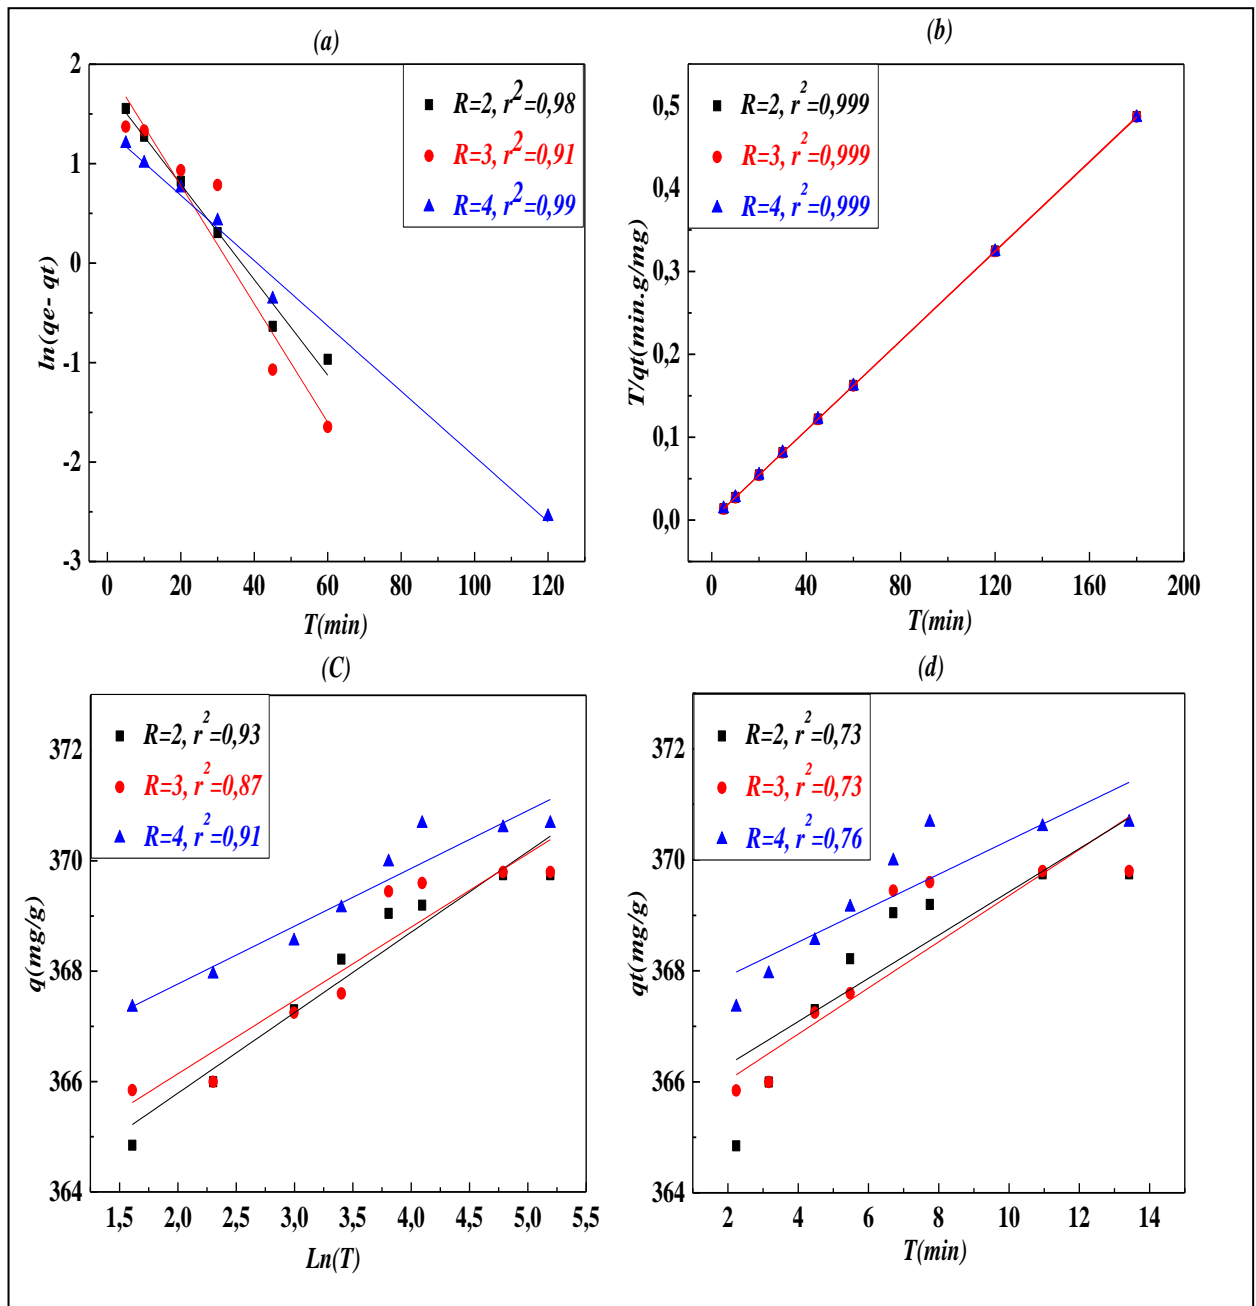 (a)
2
1
0
-1
-2
-3
ln(qe- qt)
R=2, r²=0,98
R=3, r²=0,91
R=4, r²=0,99
0 20 40 60 80 100 120
T(min)
(b)
0,5
0,4
0,3
0,2
0,1
0,0
T/qt(min.g/mg)
R=2, r²=0,999
R=3, r²=0,999
R=4, r²=0,999
0 40 80 120 160 200
T(min)
(C)
372
370
368
366
364
q(mg/g)
R=2, r²=0,93
R=3, r²=0,87
R=4, r²=0,91
1,5 2,0 2,5 3,0 3,5 4,0 4,5 5,0 5,5
Ln(T)
(d)
372
370
368
366
364
qt(mg/g)
R=2, r²=0,73
R=3, r²=0,73
R=4, r²=0,76
2 4 6 8 10 12 14
T(min)